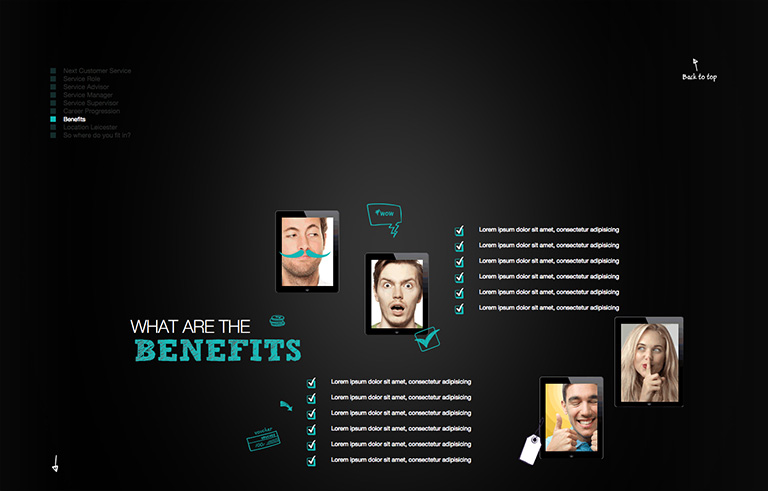 Next Customer Service
Service Role
Service Advisor
Service Manager
Service Supervisor
Career Progression
Benefits
Location Leicester
So where do you fit in?
Back to top
#wow
Lorem ipsum dolor sit amet, consectetur adipisicing
Lorem ipsum dolor sit amet, consectetur adipisicing
Lorem ipsum dolor sit amet, consectetur adipisicing
Lorem ipsum dolor sit amet, consectetur adipisicing
Lorem ipsum dolor sit amet, consectetur adipisicing
Lorem ipsum dolor sit amet, consectetur adipisicing
WHAT ARE THE
BENEFITS
Lorem ipsum dolor sit amet, consectetur adipisicing
Lorem ipsum dolor sit amet, consectetur adipisicing
Lorem ipsum dolor sit amet, consectetur adipisicing
Lorem ipsum dolor sit amet, consectetur adipisicing
Lorem ipsum dolor sit amet, consectetur adipisicing
Lorem ipsum dolor sit amet, consectetur adipisicing
voucher